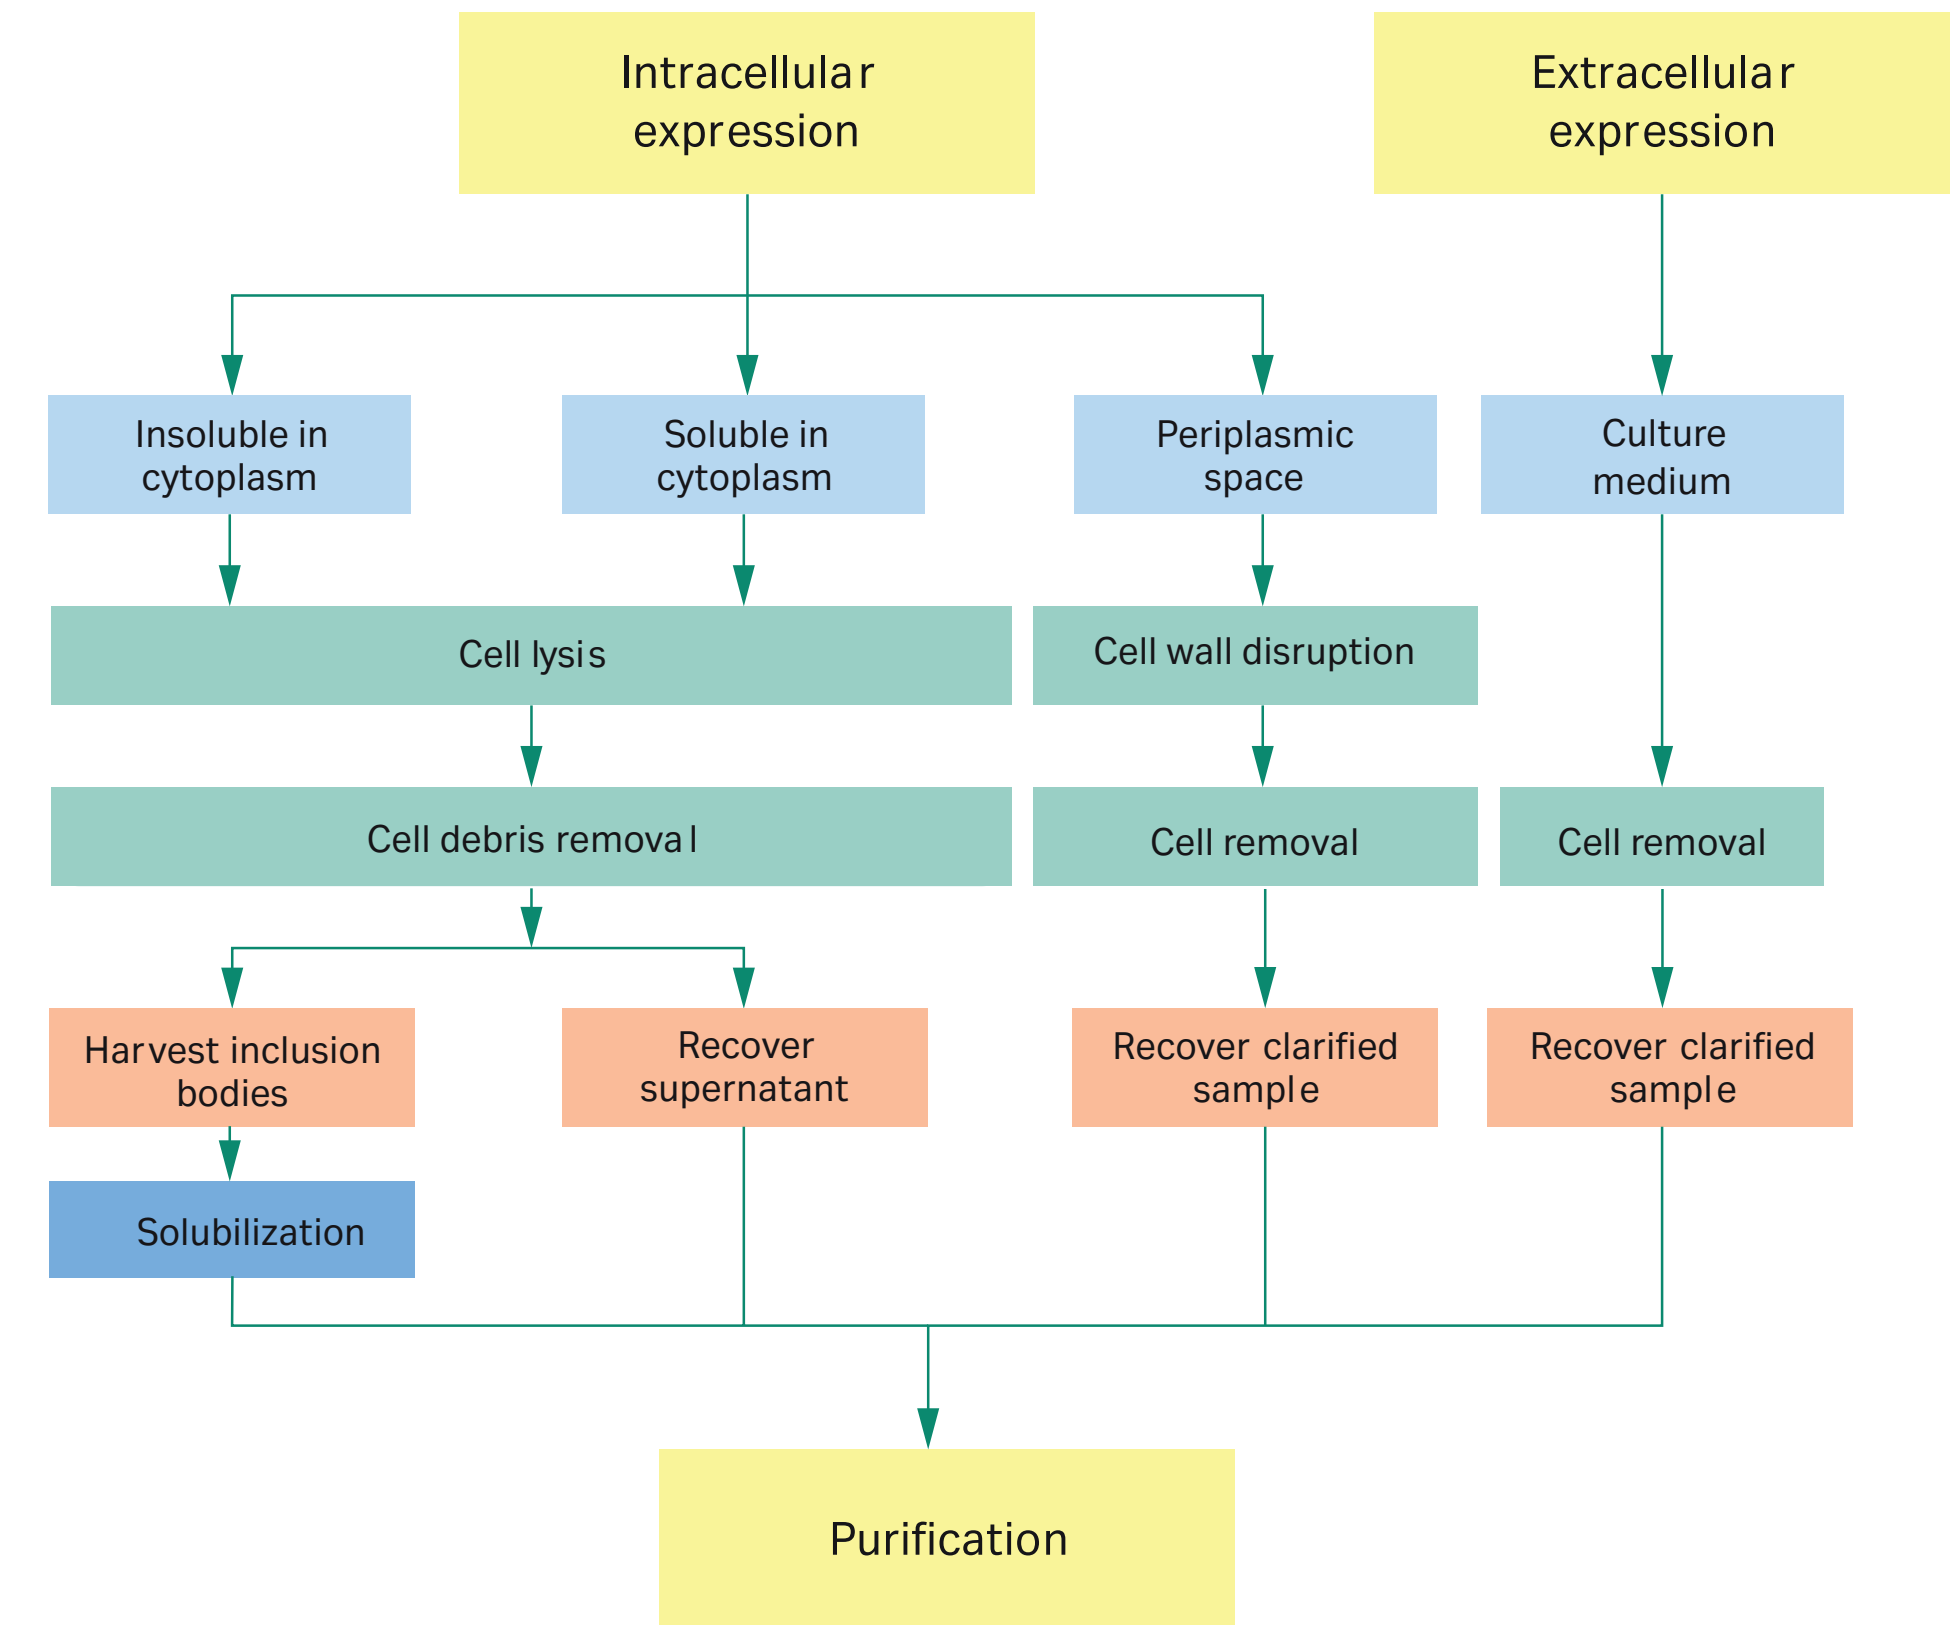 Intracellular
expression
Extracellular
expression
Insoluble in
cytoplasm
Soluble in
cytoplasm
Periplasmic
space
Culture
medium
Cell lysis
Cell wall disruption
Cell debris removal
Cell removal
Cell removal
Harvest inclusion
bodies
Recover
supernatant
Recover clarified
sample
Recover clarified
sample
Solubilization
Purification